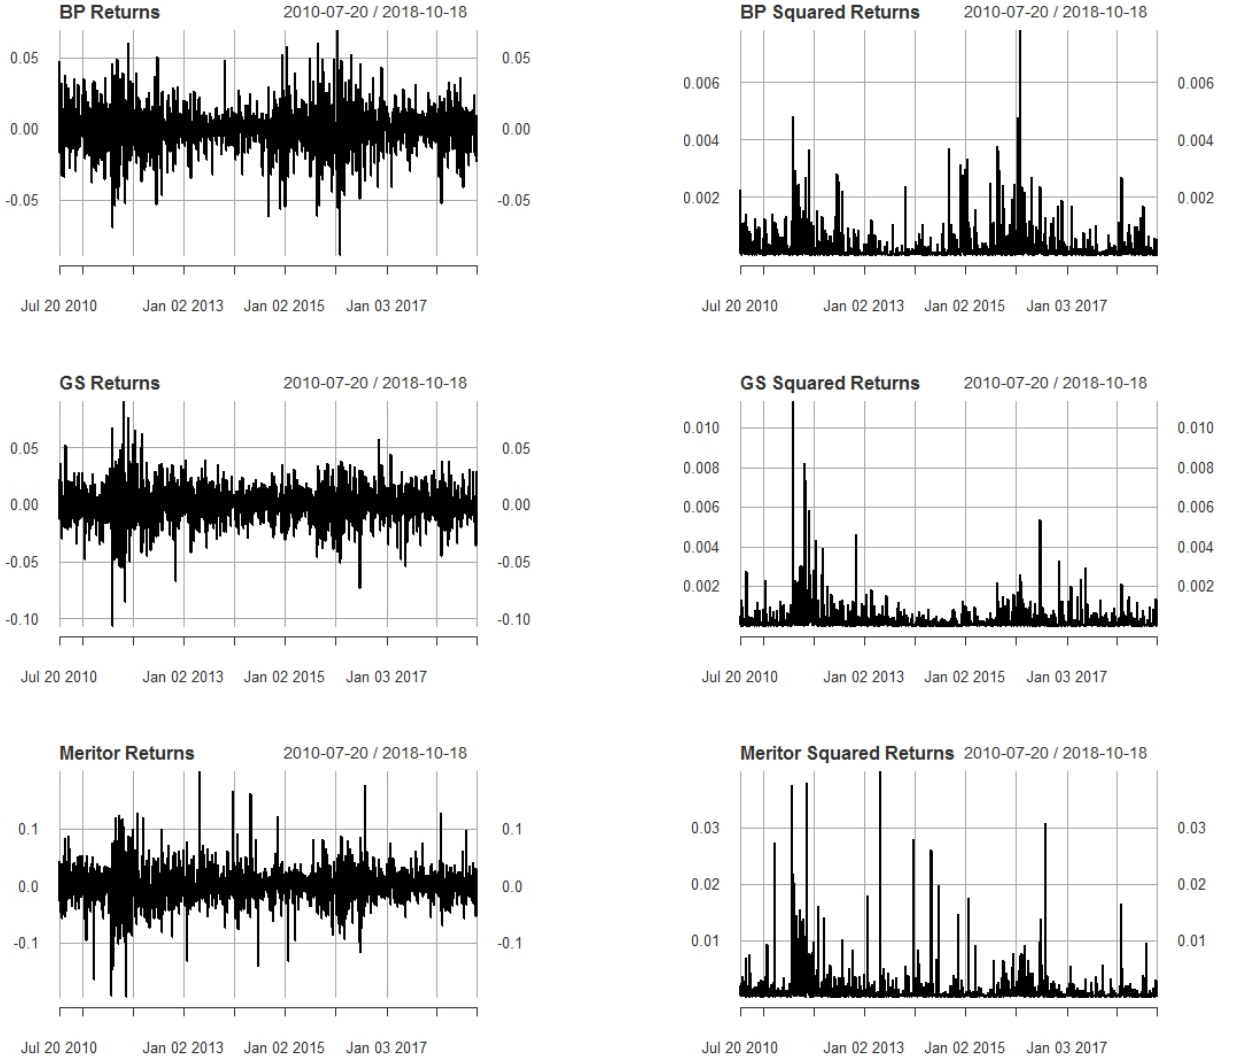 BP Returns 2010-07-20 / 2018-10-18
0.05 0.05
0.00 0.00
-0.05 -0.05
Jul 20 2010 Jan 02 2013 Jan 02 2015 Jan 03 2017
BP Squared Returns 2010-07-20 / 2018-10-18
0.006 0.006
0.004 0.004
0.002 0.002
Jul 20 2010 Jan 02 2013 Jan 02 2015 Jan 03 2017
GS Returns 2010-07-20 / 2018-10-18
0.05 0.05
0.00 0.00
-0.05 -0.05
-0.10 -0.10
Jul 20 2010 Jan 02 2013 Jan 02 2015 Jan 03 2017
GS Squared Returns 2010-07-20 / 2018-10-18
0.010 0.010
0.008 0.008
0.006 0.006
0.004 0.004
0.002 0.002
Jul 20 2010 Jan 02 2013 Jan 02 2015 Jan 03 2017
Meritor Returns 2010-07-20 / 2018-10-18
0.1 0.1
0.0 0.0
-0.1 -0.1
Jul 20 2010 Jan 02 2013 Jan 02 2015 Jan 03 2017
Meritor Squared Returns 2010-07-20 / 2018-10-18
0.03 0.03
0.02 0.02
0.01 0.01
Jul 20 2010 Jan 02 2013 Jan 02 2015 Jan 03 2017